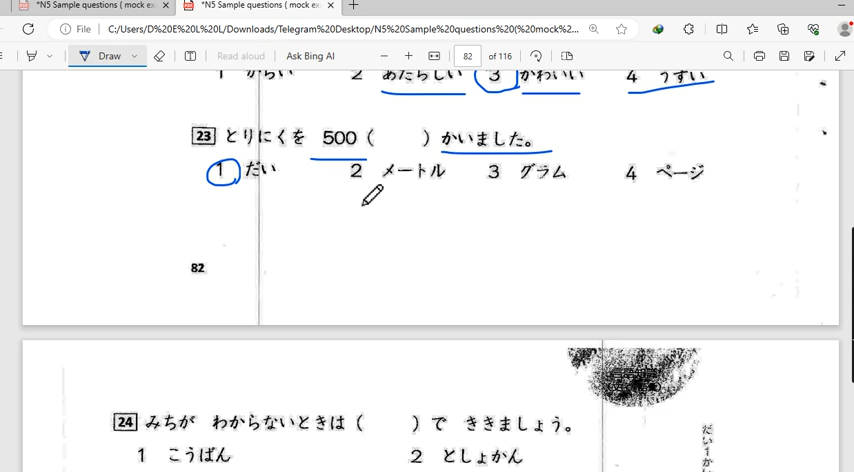 *N5 Sample questions ( mock ex
*N5 Sample questions ( mock ex
File C:/Users/D%20E%20L%20L/Downloads/Telegram%20Desktop/N5%20Sample%20questions%20(%20mock%2...
Draw Read aloud Ask Bing AI 82 of 116
1 からい 2 あたらしい 3 かわいい 4 うすい
23 とりにくを 500 ( ) かいました。
1 だい 2 メートル 3 グラム 4 ページ
82
24 みちが わからないときは ( ) で ききましょう。
1 こうばん 2 としょかん